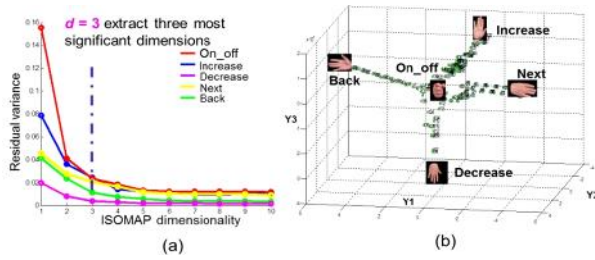 d = 3 extract three most
significant dimensions
On_off
Increase
Decrease
Next
Back
Residual variance
0.16
0.14
0.12
0.1
0.08
0.06
0.04
0.02
0
1 2 3 4 5 6 7 8 9 10
ISOMAP dimensionality
(a)
Increase
On_off
Back
Next
Decrease
Y3
Y1
(b)